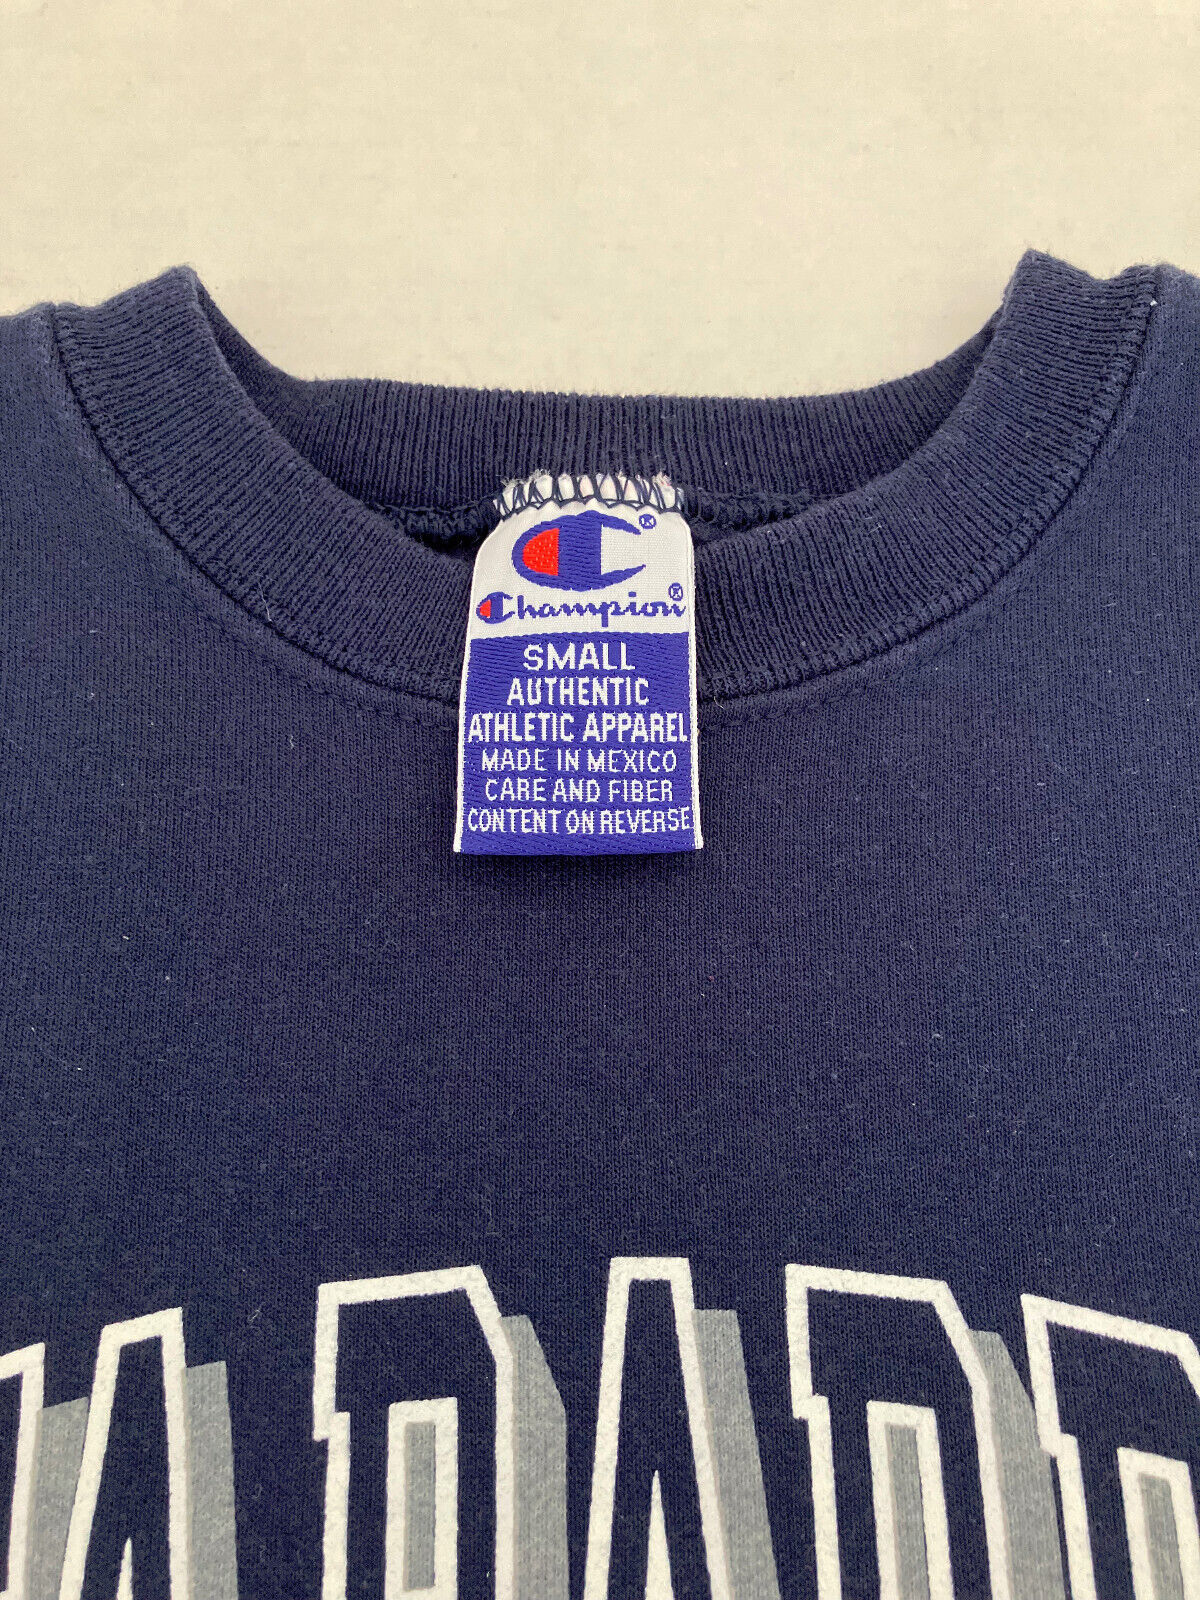 Champion®
SMALL
AUTHENTIC
ATHLETIC APPAREL
MADE IN MEXICO
CARE AND FIBER
CONTENT ON REVERSE